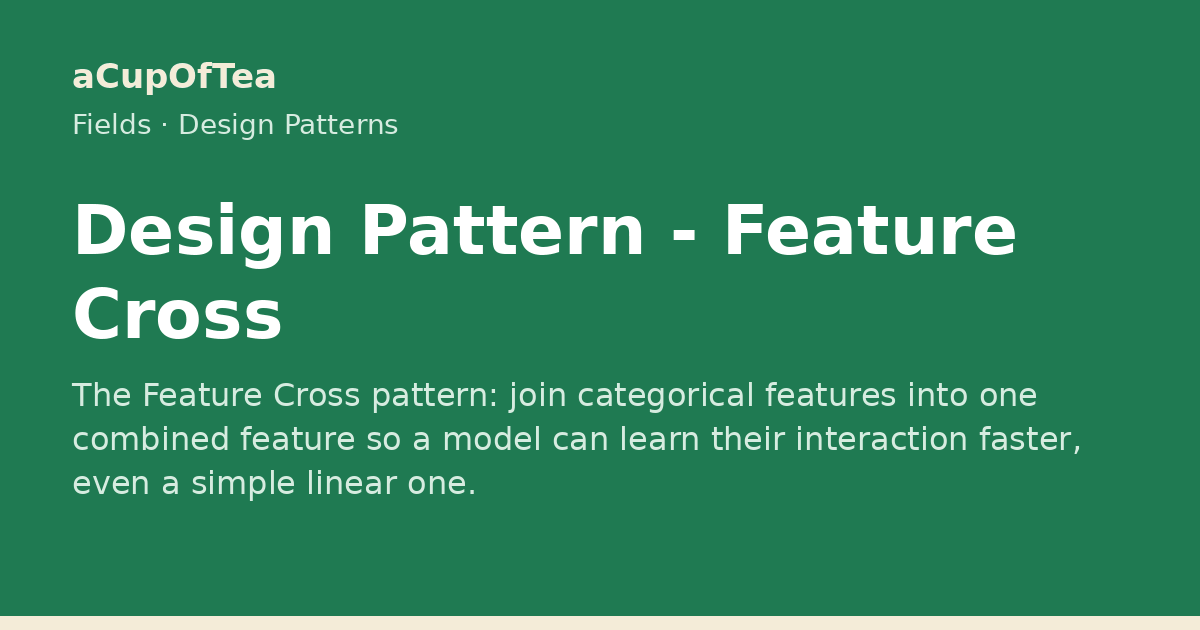 aCupOfTea
Fields · Design Patterns
Design Pattern - Feature
Cross
The Feature Cross pattern: join categorical features into one
combined feature so a model can learn their interaction faster,
even a simple linear one.